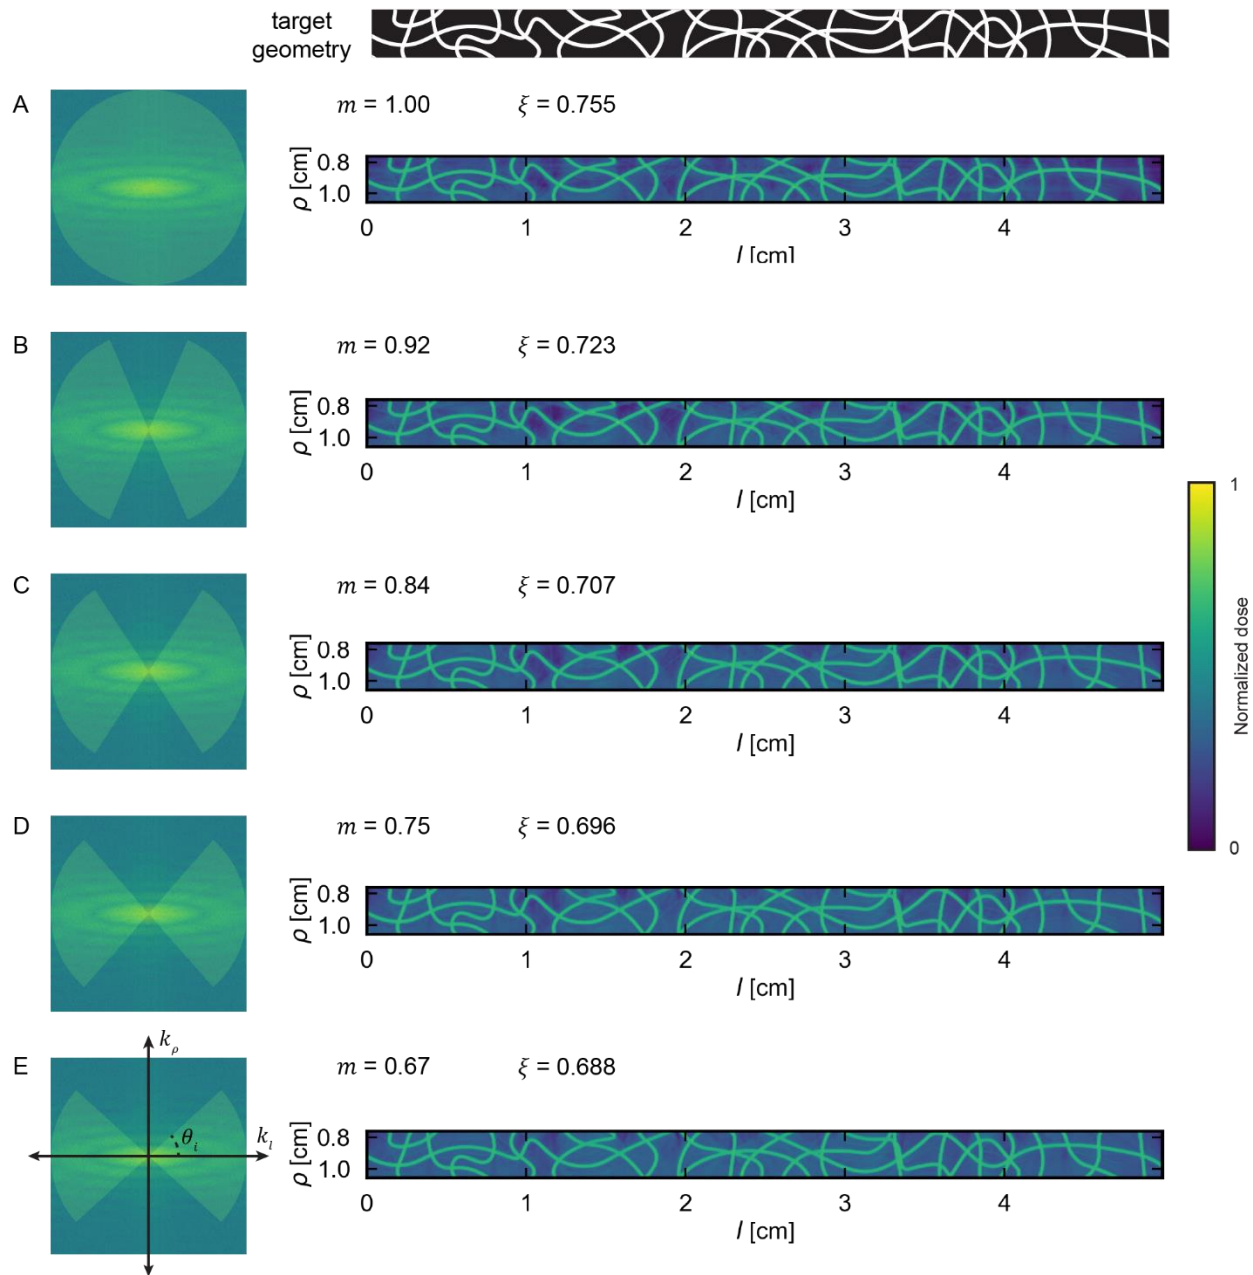 target
geometry
A
m = 1.00 ξ = 0.755
ρ [cm]
0.8
1.0
0 1 2 3 4
l [cm]
B
m = 0.92 ξ = 0.723
ρ [cm]
0.8
1.0
0 1 2 3 4
l [cm]
C
m = 0.84 ξ = 0.707
ρ [cm]
0.8
1.0
0 1 2 3 4
l [cm]
D
m = 0.75 ξ = 0.696
ρ [cm]
0.8
1.0
0 1 2 3 4
l [cm]
E
kρ
θi
kl
m = 0.67 ξ = 0.688
ρ [cm]
0.8
1.0
0 1 2 3 4
l [cm]
1
Normalized dose
0